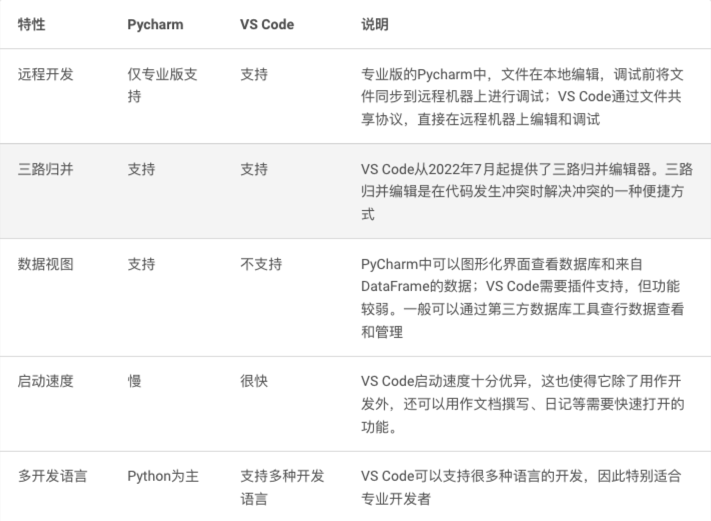 特性 Pycharm VS Code 说明
远程开发 仅专业版支持 支持 专业版的Pycharm中，文件在本地编辑，调试前将文
件同步到远程机器上进行调试；VS Code通过文件共
享协议，直接在远程机器上编辑和调试
三路归并 支持 支持 VS Code从2022年7月起提供了三路归并编辑器。三路
归并编辑是在代码发生冲突时解决冲突的一种便捷方
式
数据视图 支持 不支持 PyCharm中可以图形化界面查看数据库和来自
DataFrame的数据；VS Code需要插件支持，但功能
较弱。一般可以通过第三方数据库工具查行数据查看
和管理
启动速度 慢 很快 VS Code启动速度十分优异，这也使得它除了用作开
发外，还可以用作文档撰写、日记等需要快速打开的
功能。
多开发语言 Python为主 支持多种开发语言 VS Code可以支持很多种语言的开发，因此特别适合
专业开发者